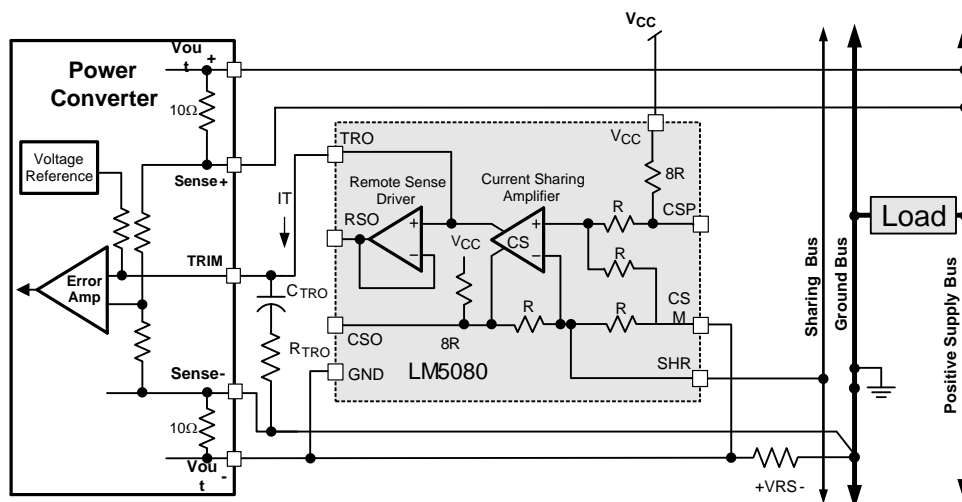 VCC
Vou
t
+
Power
Converter
10Ω
Voltage
Reference
Sense+
TRO
VCC
8R
Remote Sense
Driver
Current Sharing
Amplifier
IT
RSO
+
-
CS
+
-
R
CSP
VCC
R
TRIM
Error
Amp
CTRO
CSO
8R
R
R
CS
M
RTRO
GND
LM5080
SHR
Sense-
10Ω
Vou
t
-
+VRS-
Sharing Bus
Ground Bus
Load
Positive Supply Bus